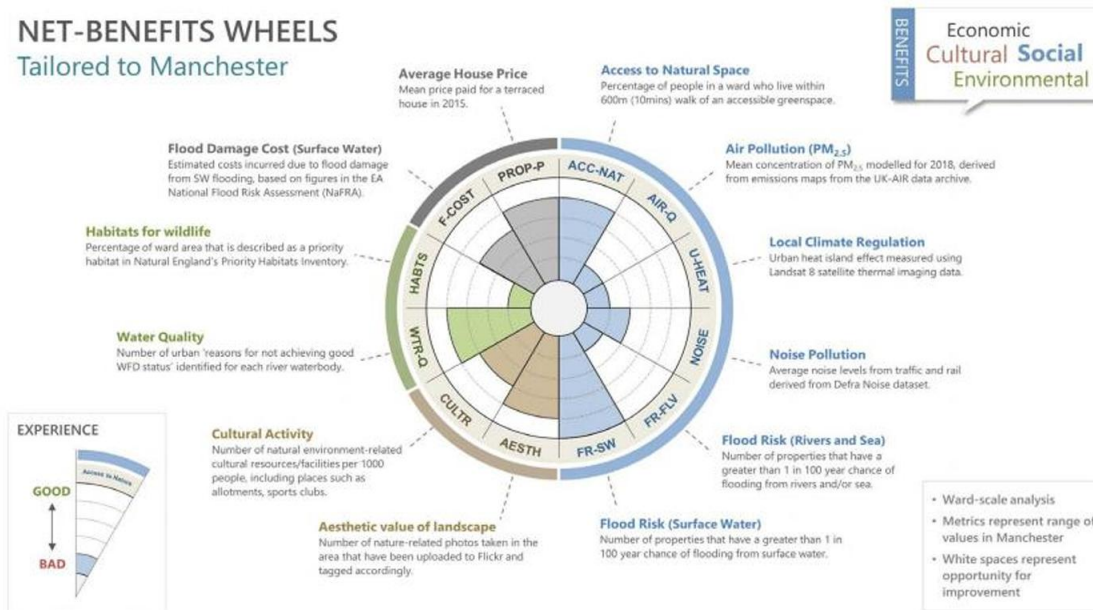 NET-BENEFITS WHEELS
Tailored to Manchester
BENEFITS
Economic
Cultural Social
Environmental
Average House Price
Mean price paid for a terraced
house in 2015.
Access to Natural Space
Percentage of people in a ward who live within
600m (10mins) walk of an accessible greenspace.
Flood Damage Cost (Surface Water)
Estimated costs incurred due to flood damage
from SW flooding, based on figures in the EA
National Flood Risk Assessment (NaFRA).
Air Pollution (PM2.5)
Mean concentration of PM2.5 modelled for 2018, derived
from emissions maps from the UK-AIR data archive.
Habitats for wildlife
Percentage of ward area that is described as a priority
habitat in Natural England's Priority Habitats Inventory.
Local Climate Regulation
Urban heat island effect measured using
Landsat 8 satellite thermal imaging data.
Water Quality
Number of urban 'reasons for not achieving good
WFD status' identified for each river waterbody.
Noise Pollution
Average noise levels from traffic and rail
derived from Defra Noise dataset.
PROP-P
ACC-NAT
AIR-Q
U-HEAT
NOISE
FR-FLV
FR-SW
AESTH
CULTR
WTR-Q
HABTS
F-COST
Cultural Activity
Number of natural environment-related
cultural resources/facilities per 1000
people, including places such as
allotments, sports clubs.
Flood Risk (Rivers and Sea)
Number of properties that have a
greater than 1 in 100 year chance of
flooding from rivers and/or sea.
Aesthetic value of landscape
Number of nature-related photos taken in the
area that have been uploaded to Flickr and
tagged accordingly.
Flood Risk (Surface Water)
Number of properties that have a greater than 1 in
100 year chance of flooding from surface water.
EXPERIENCE
Access to Nature
GOOD
BAD
• Ward-scale analysis
• Metrics represent range of
values in Manchester
• White spaces represent
opportunity for
improvement